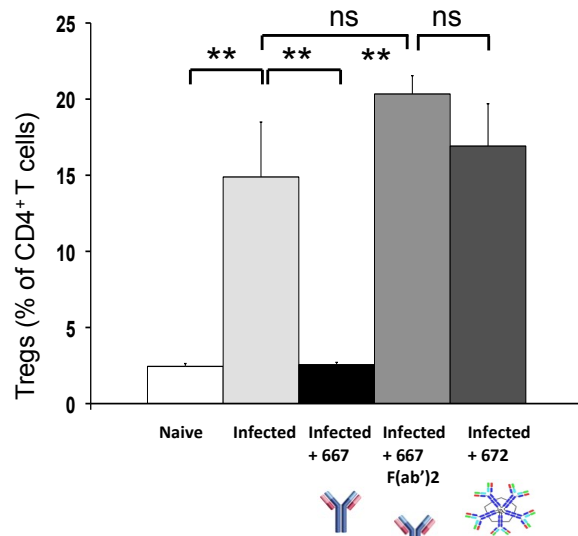 ns
ns
** ** **
25
20
15
10
5
0
Tregs (% of CD4⁺ T cells)
Naive Infected Infected Infected Infected
+ 667 + 667 + 672
F(ab')2